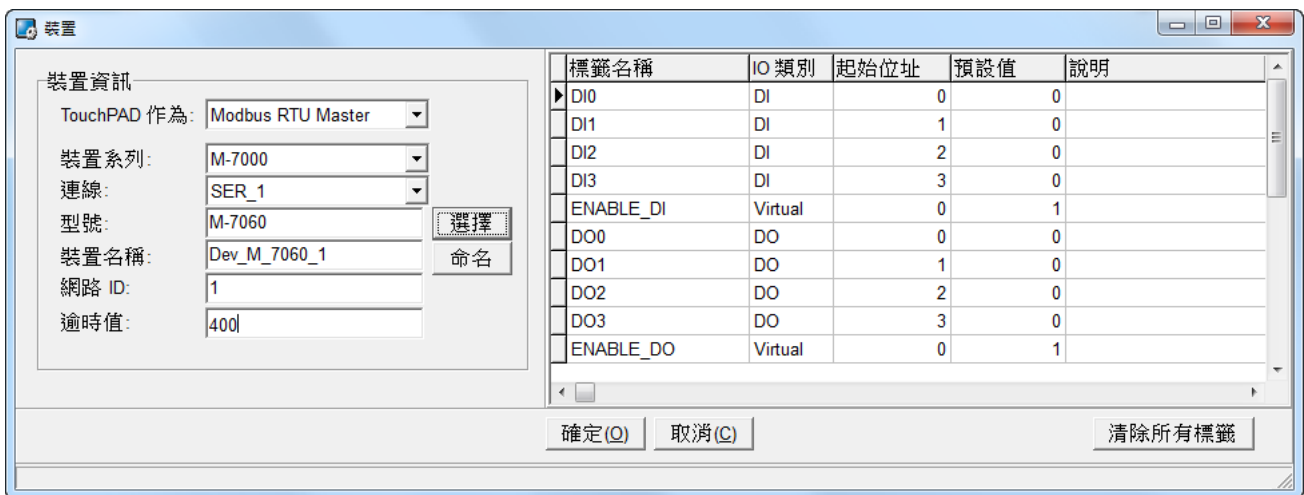 裝置
裝置資訊
TouchPAD 作為: Modbus RTU Master
裝置系列: M-7000
連線: SER_1
型號: M-7060 選擇
裝置名稱: Dev_M_7060_1 命名
網路 ID: 1
逾時值: 400
標籤名稱 IO 類別 起始位址 預設值 說明
DI0 DI 0 0
DI1 DI 1 0
DI2 DI 2 0
DI3 DI 3 0
ENABLE_DI Virtual 0 1
DO0 DO 0 0
DO1 DO 1 0
DO2 DO 2 0
DO3 DO 3 0
ENABLE_DO Virtual 0 1
確定(O) 取消(C) 清除所有標籤